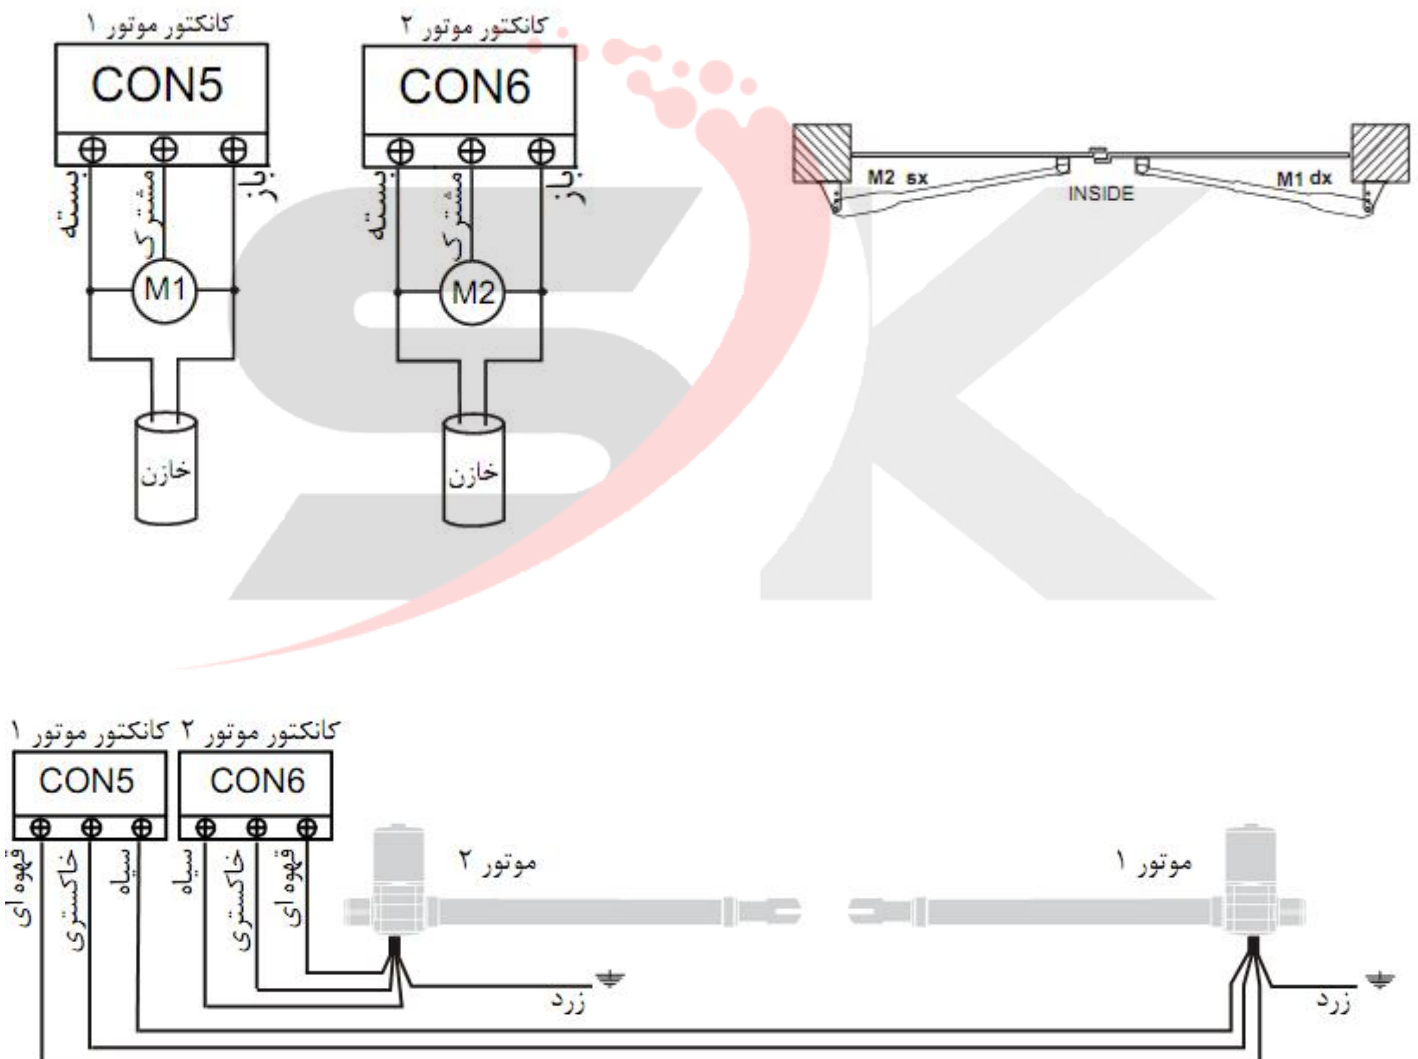 کانکتور موتور ۱
کانکتور موتور ۲
CON5
CON6
بسته
مشترک
باز
بسته
مشترک
باز
M1
M2
خازن
خازن
M2 sx
INSIDE
M1 dx
SK
کانکتور موتور ۱
کانکتور موتور ۲
CON5
CON6
قهوه ای
خاکستری
سیاه
سیاه
خاکستری
قهوه ای
موتور ۲
موتور ۱
زرد
زرد